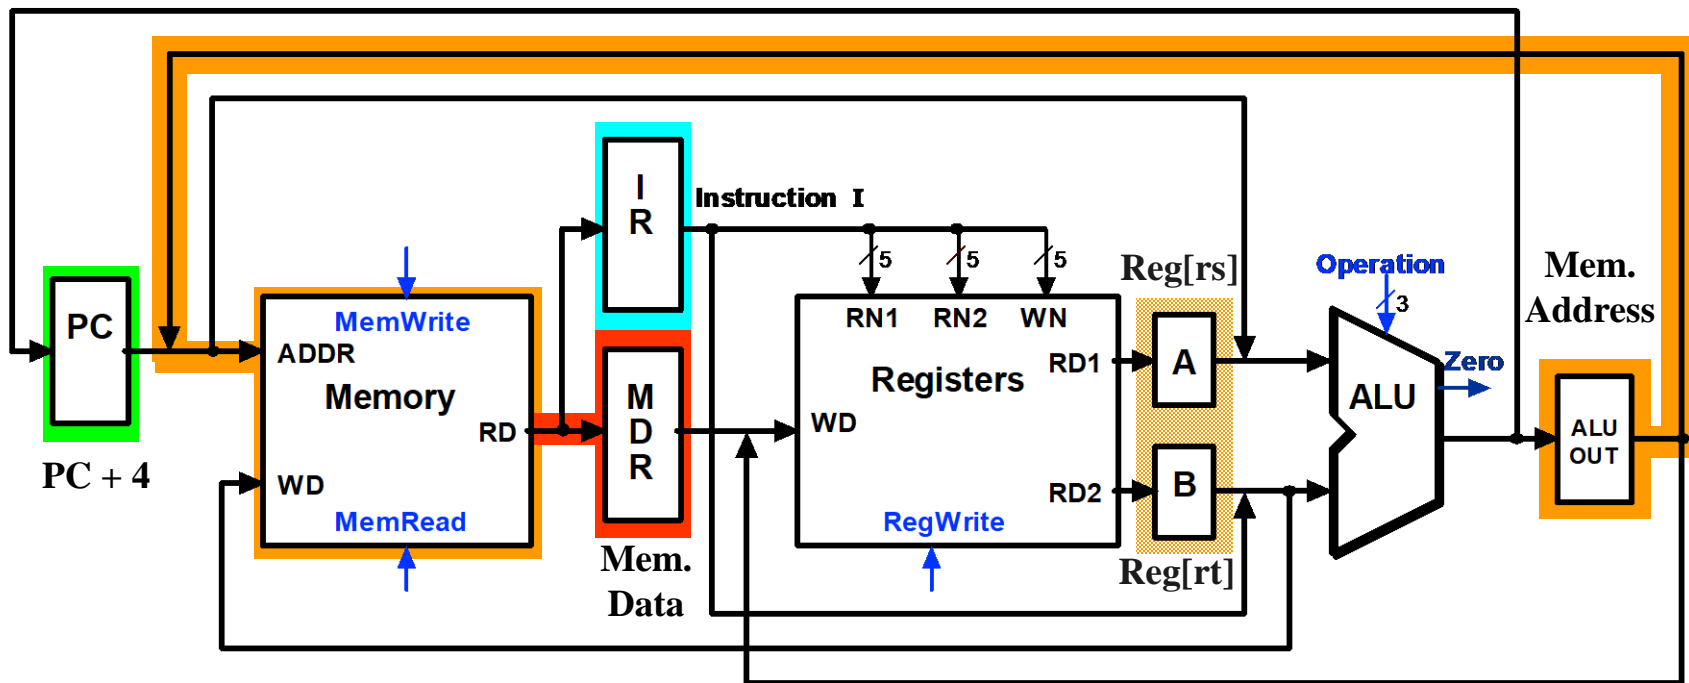 I
R
Instruction I
5
5
5
Reg[rs]
Operation
3
Mem.
Address
PC
MemWrite
ADDR
Memory
RD
WD
MemRead
PC + 4
M
D
R
Mem.
Data
RN1
RN2
WN
RD1
Registers
WD
RD2
RegWrite
A
B
Reg[rt]
Zero
ALU
ALU
OUT